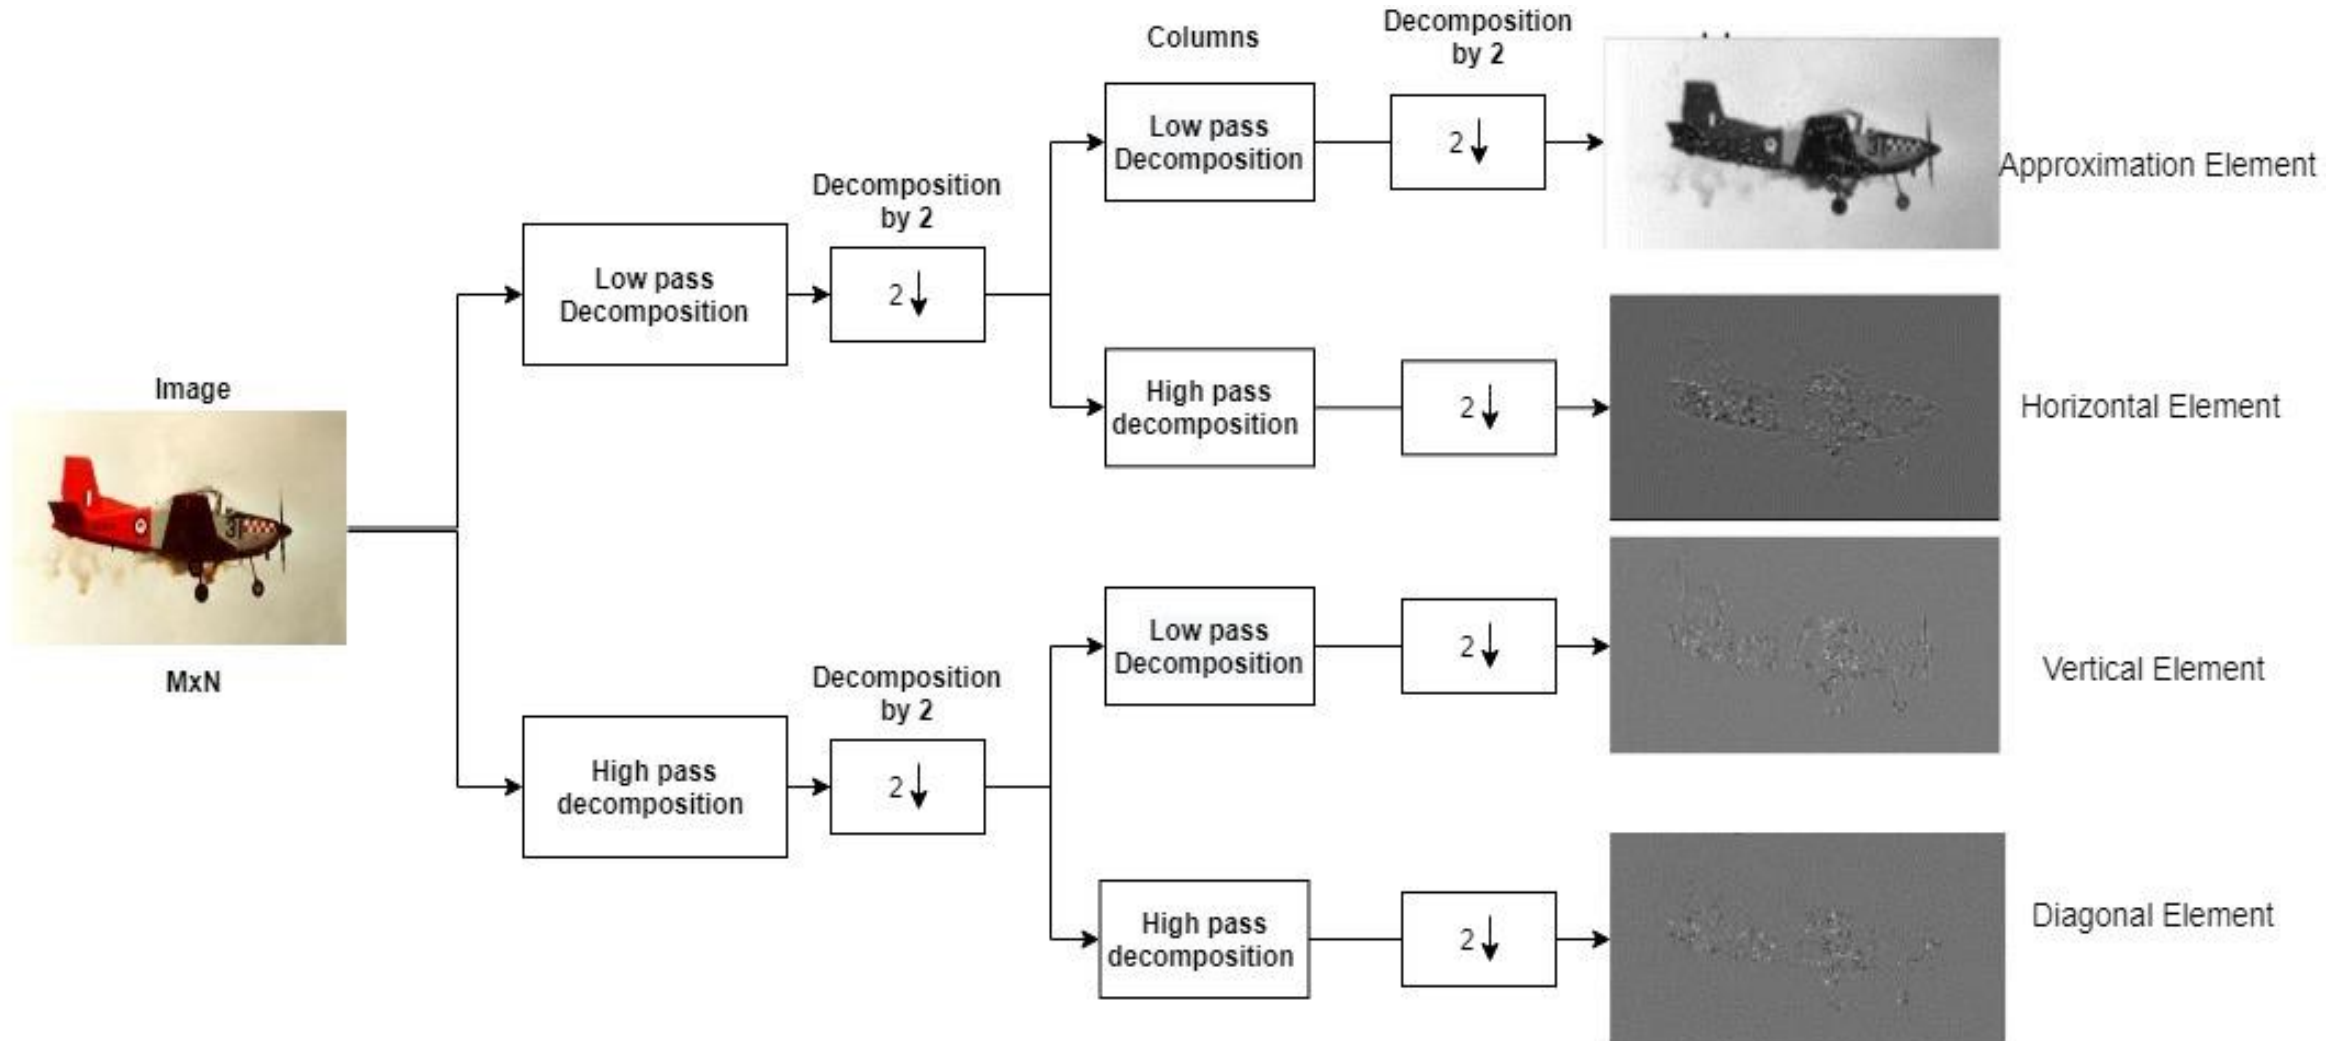 Image
MxN
Low pass
Decomposition
Decomposition
by 2
2
High pass
decomposition
Decomposition
by 2
2
Columns
Low pass
Decomposition
Decomposition
by 2
2
Approximation Element
High pass
decomposition
2
Horizontal Element
Low pass
Decomposition
2
Vertical Element
High pass
decomposition
2
Diagonal Element
31